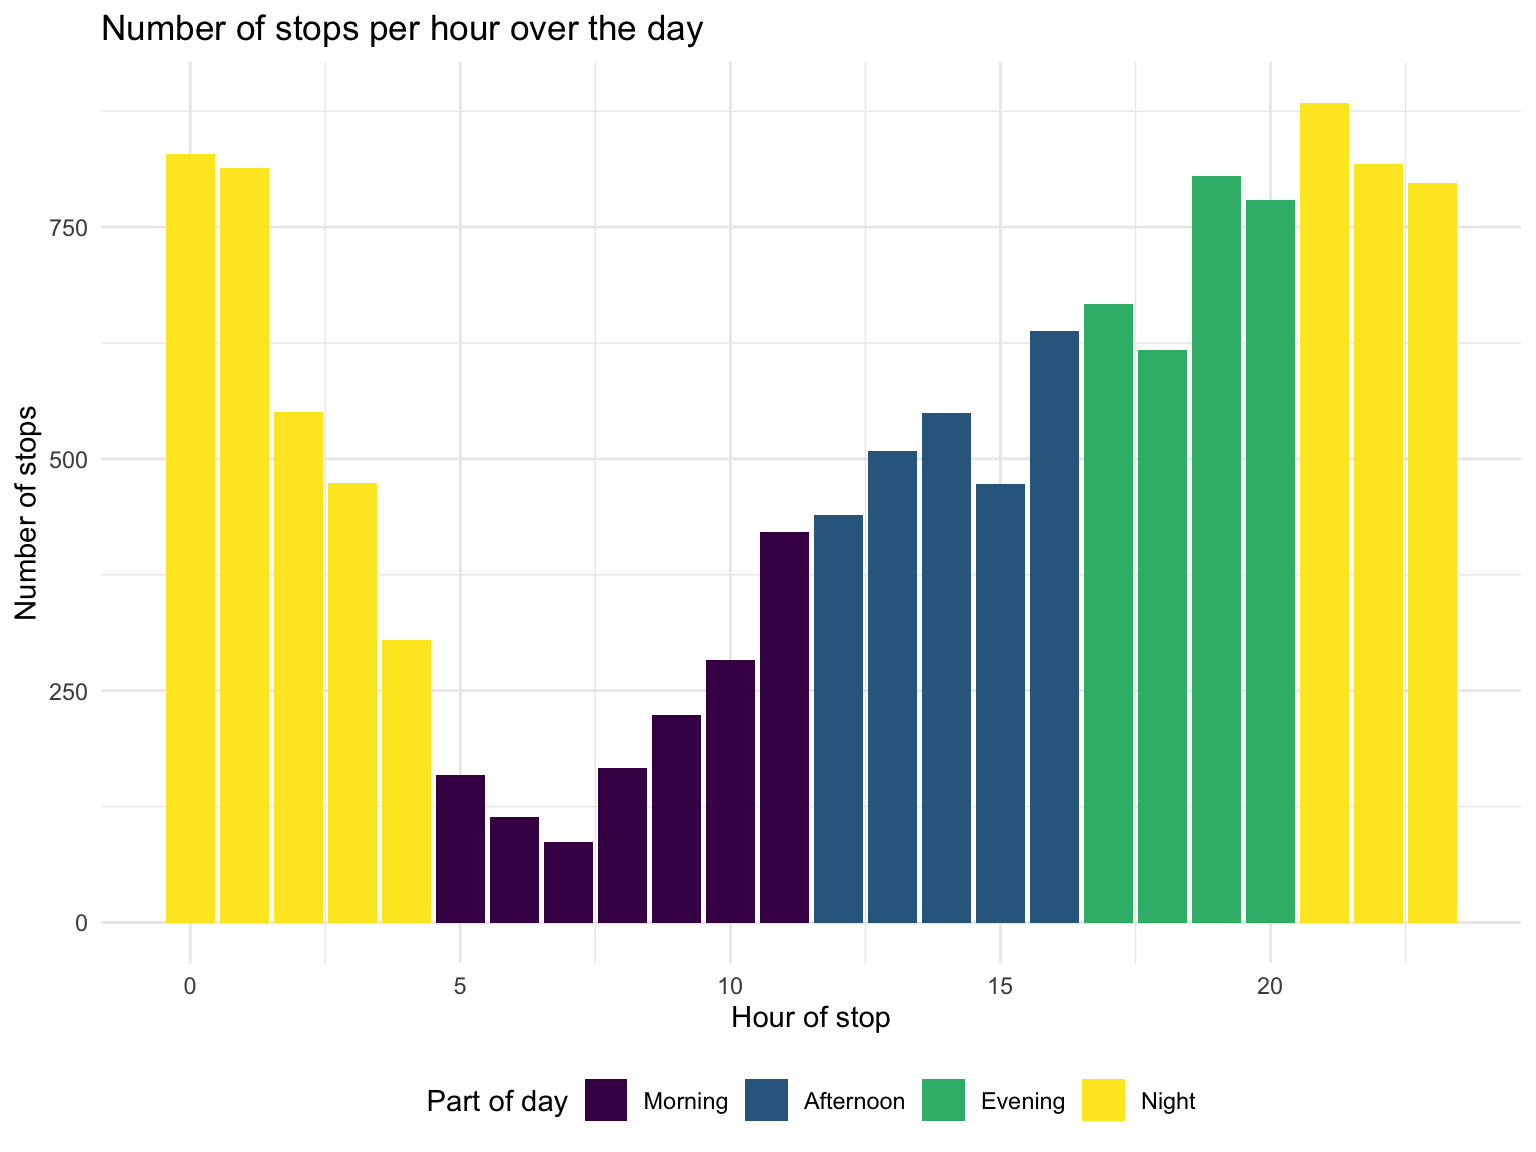 Number of stops per hour over the day
Number of stops
750
500
250
0
0 5 10 15 20
Hour of stop
Part of day Morning Afternoon Evening Night